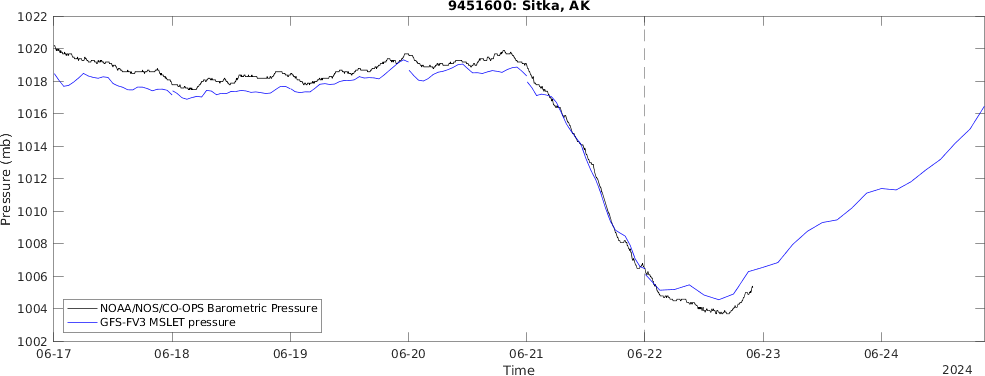 9451600: Sitka, AK
1022
1020
1018
1016
1014
1012
1010
1008
1006
1004
1002
Pressure (mb)
NOAA/NOS/CO-OPS Barometric Pressure
GFS-FV3 MSLET pressure
06-17 06-18 06-19 06-20 06-21 06-22 06-23 06-24
Time
2024